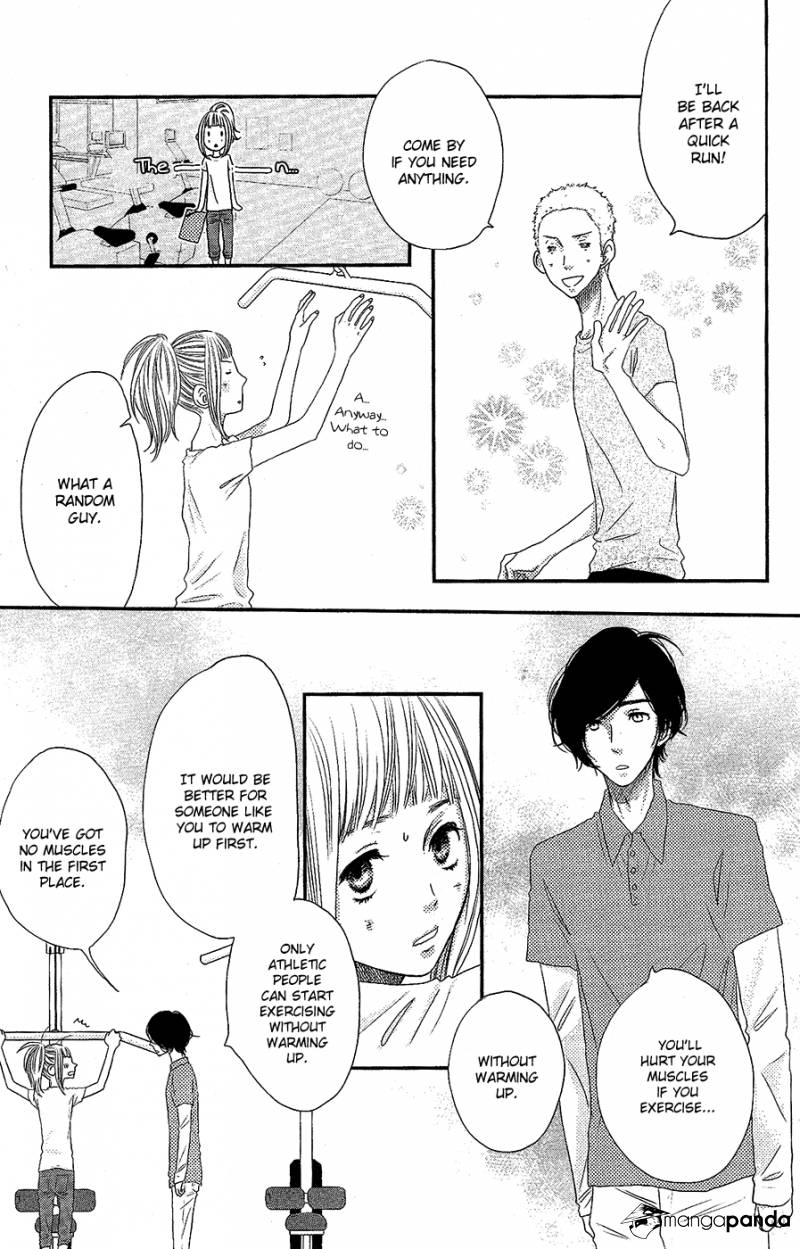 I'LL
BE BACK
AFTER A
QUICK
RUN!
COME BY
IF YOU NEED
ANYTHING.
The n...
A...
Anyway...
What to
do...
WHAT A
RANDOM
GUY.
YOU'LL
HURT YOUR
MUSCLES
IF YOU
EXERCISE...
WITHOUT
WARMING
UP.
IT WOULD BE
BETTER FOR
SOMEONE LIKE
YOU TO WARM
UP FIRST.
ONLY
ATHLETIC
PEOPLE
CAN START
EXERCISING
WITHOUT
WARMING
UP.
YOU'VE GOT
NO MUSCLES
IN THE FIRST
PLACE.
mangapanda